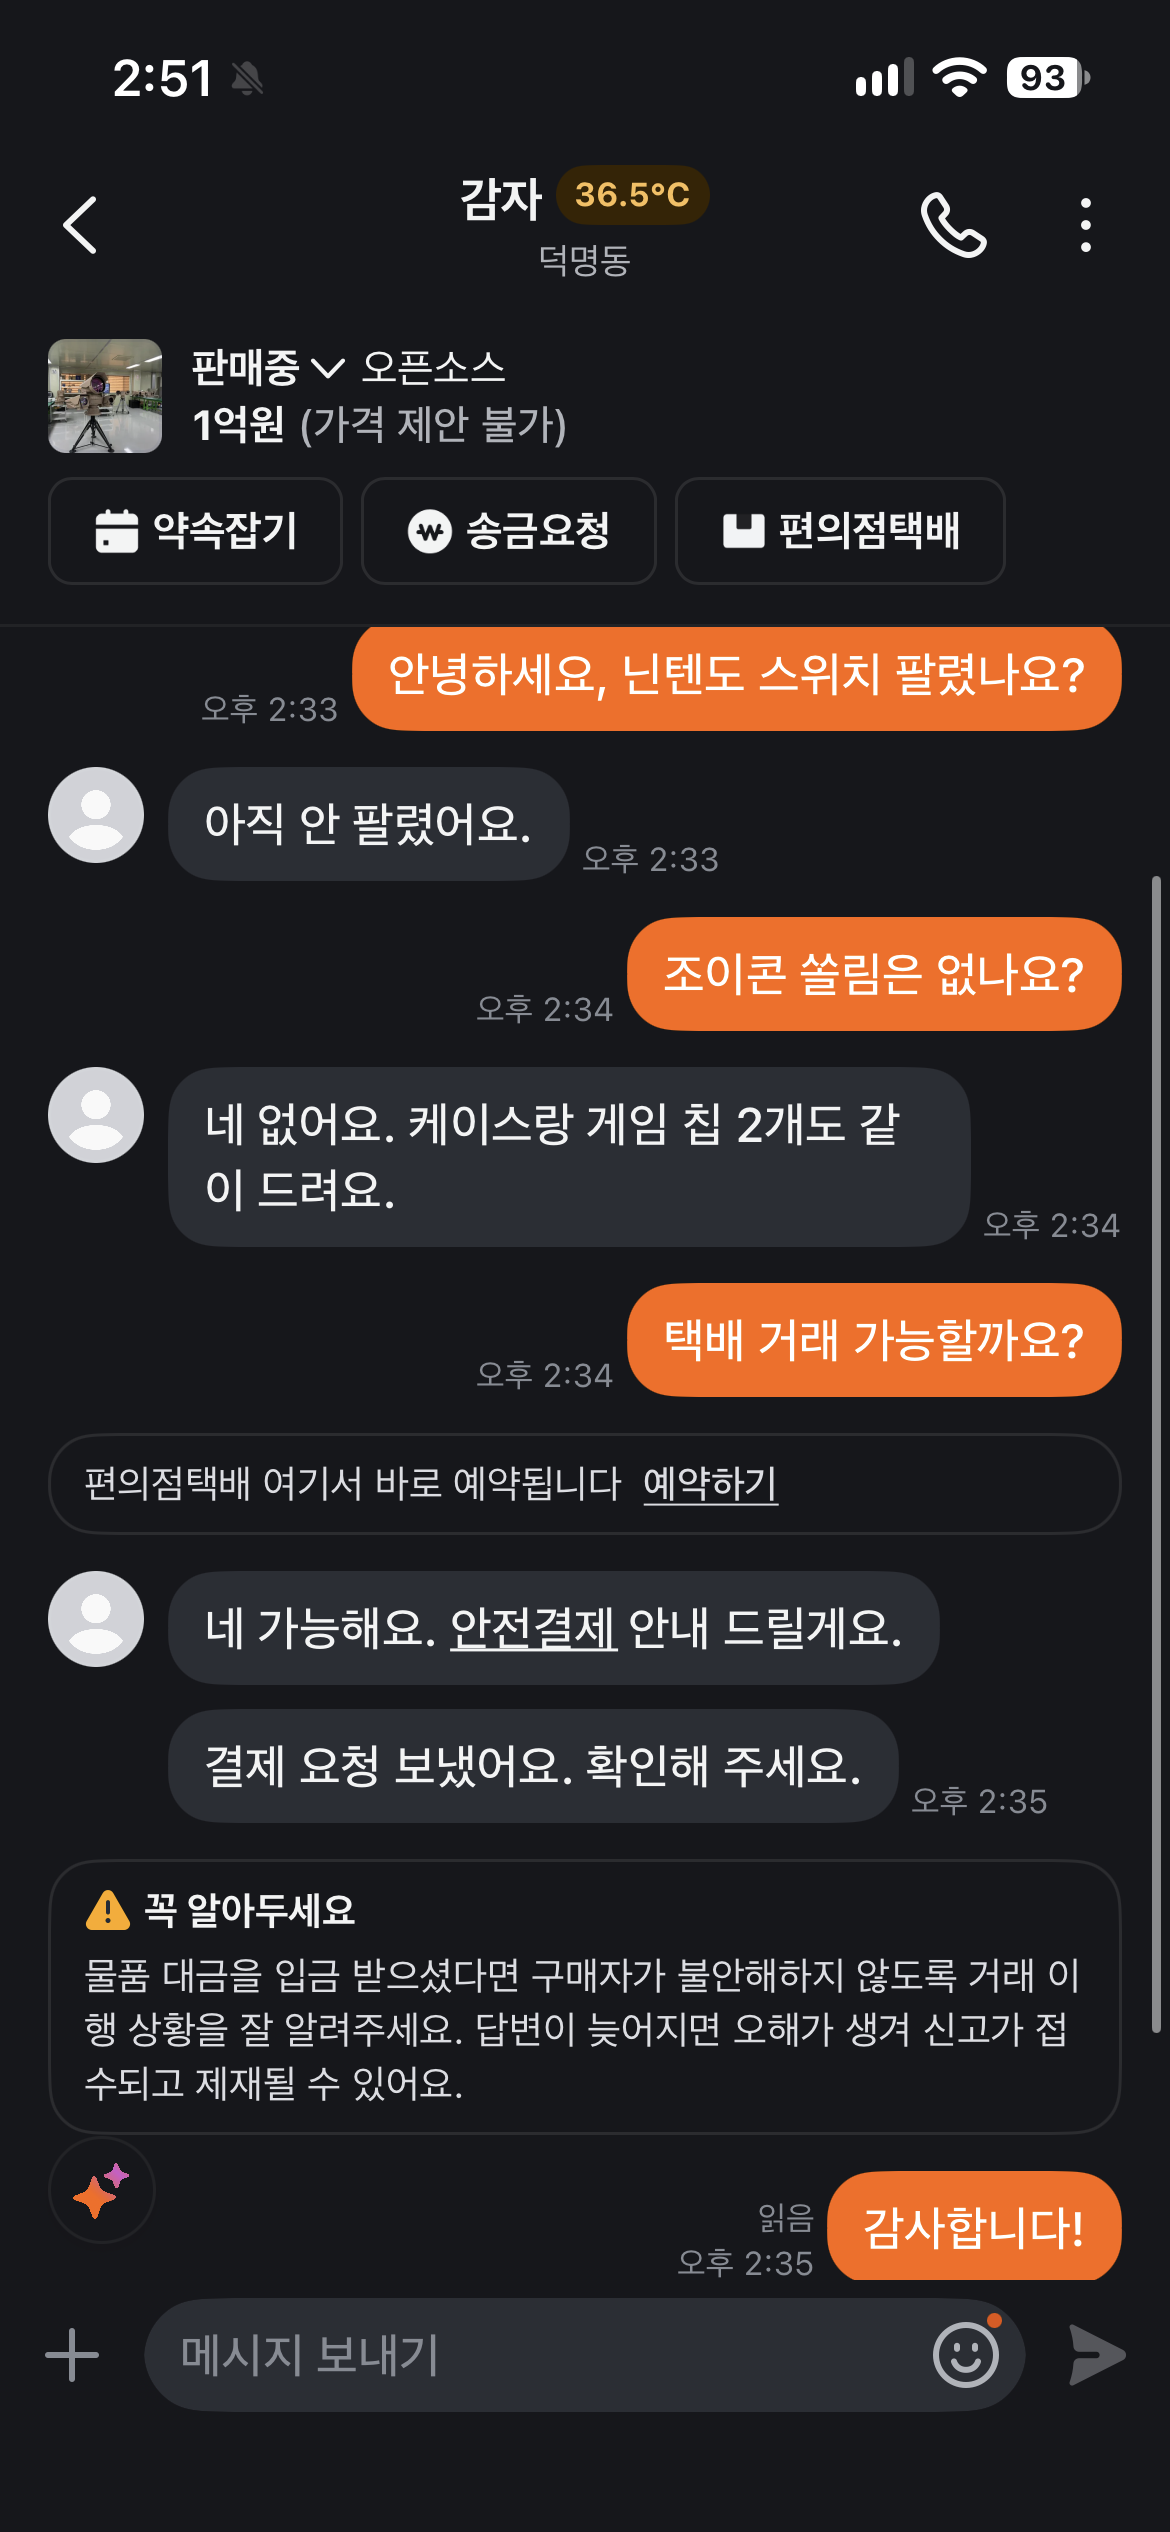 2:51
93
감자 36.5°C
덕명동
판매중 오픈소스
1억원 (가격 제안 불가)
약속잡기 송금요청 편의점택배
안녕하세요, 닌텐도 스위치 팔렸나요?
오후 2:33
아직 안 팔렸어요.
오후 2:33
조이콘 쏠림은 없나요?
오후 2:34
네 없어요. 케이스랑 게임 칩 2개도 같
이 드려요.
오후 2:34
택배 거래 가능할까요?
오후 2:34
편의점택배 여기서 바로 예약됩니다 예약하기
네 가능해요. 안전결제 안내 드릴게요.
결제 요청 보냈어요. 확인해 주세요.
오후 2:35
꼭 알아두세요
물품 대금을 입금 받으셨다면 구매자가 불안해하지 않도록 거래 이
행 상황을 잘 알려주세요. 답변이 늦어지면 오해가 생겨 신고가 접
수되고 제재될 수 있어요.
감사합니다!
읽음
오후 2:35
메시지 보내기